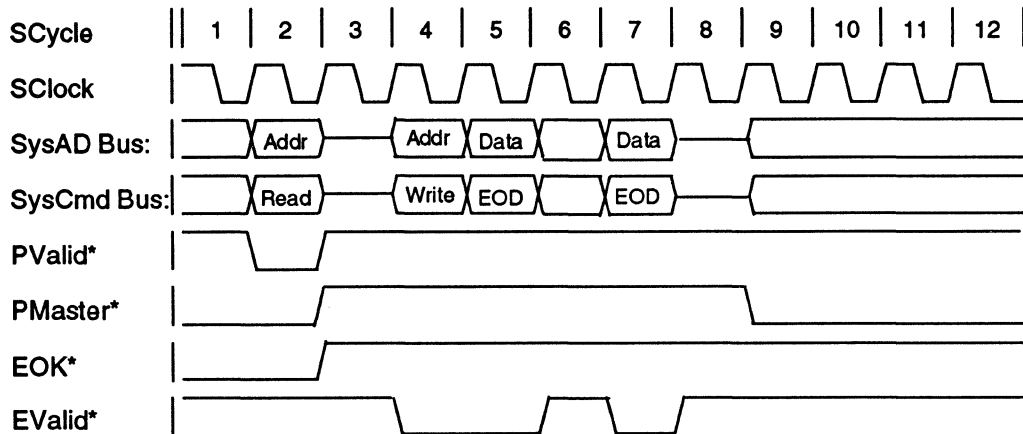 SCycle 1 2 3 4 5 6 7 8 9 10 11 12
SClock
SysAD Bus: Addr Addr Data Data
SysCmd Bus: Read Write EOD EOD
PValid*
PMaster*
EOK*
EValid*